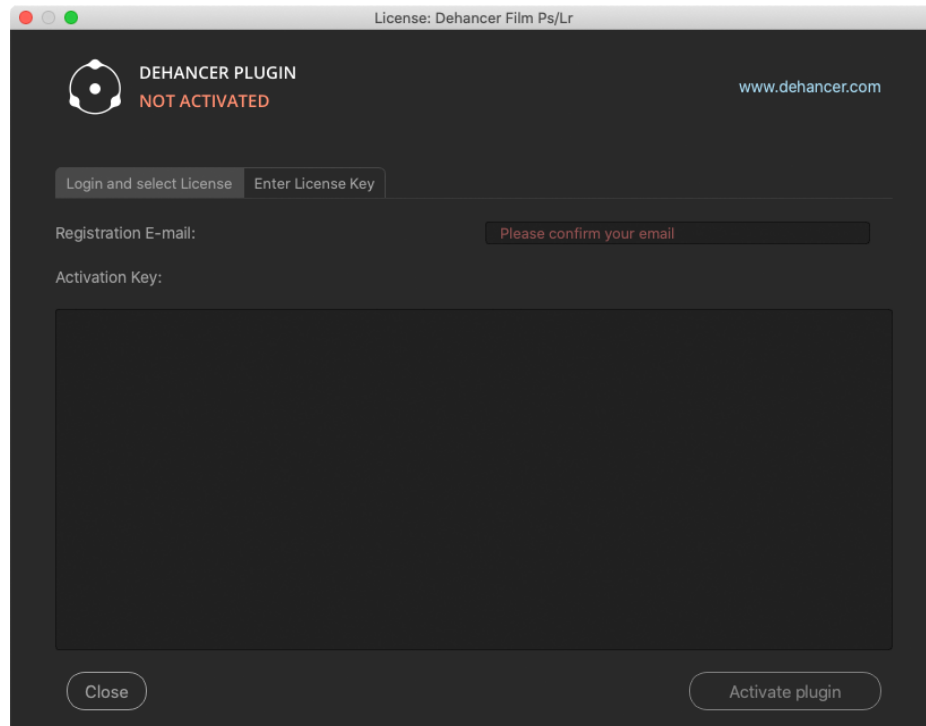 License: Dehancer Film Ps/Lr
DEHANCER PLUGIN
NOT ACTIVATED
www.dehancer.com
Login and select License
Enter License Key
Registration E-mail:
Please confirm your email
Activation Key:
Close
Activate plugin